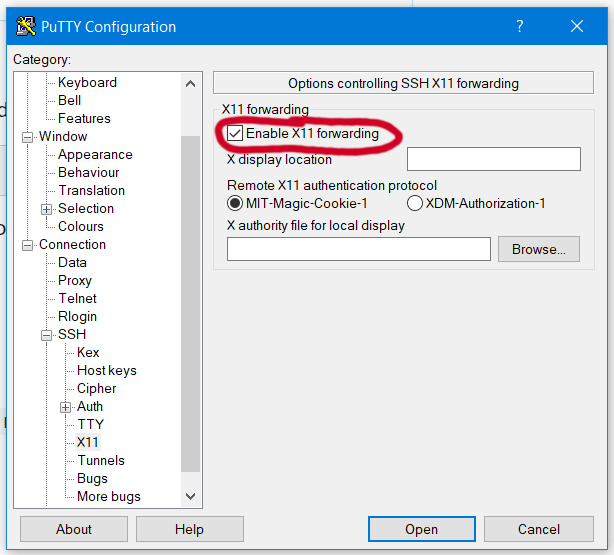 PuTTY Configuration
?
Category:
Keyboard
Bell
Features
Window
Appearance
Behaviour
Translation
Selection
Colours
Connection
Data
Proxy
Telnet
Rlogin
SSH
Kex
Host keys
Cipher
Auth
TTY
X11
Tunnels
Bugs
More bugs
Options controlling SSH X11 forwarding
X11 forwarding
Enable X11 forwarding
X display location
Remote X11 authentication protocol
MIT-Magic-Cookie-1 XDM-Authorization-1
X authority file for local display
Browse...
About Help Open Cancel